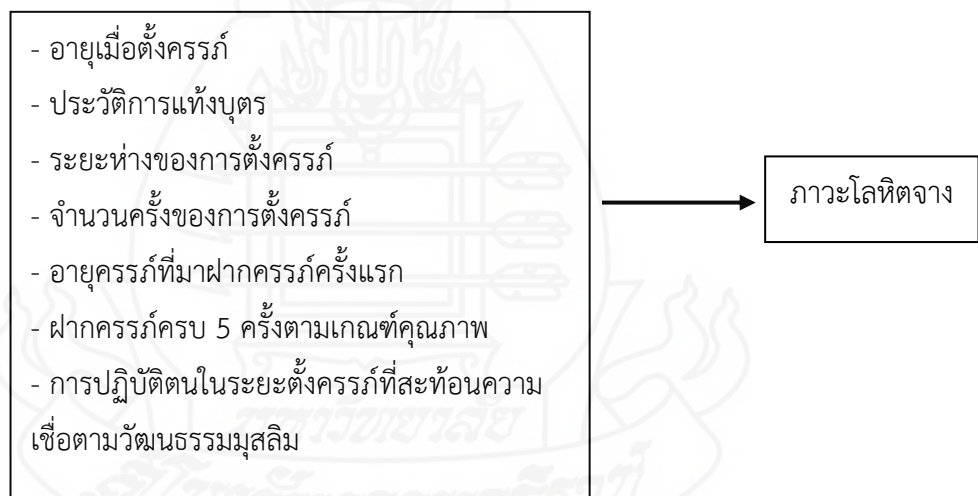 - อายุเมื่อตั้งครรภ์
- ประวัติการแท้งบุตร
- ระยะห่างของการตั้งครรภ์
- จำนวนครั้งของการตั้งครรภ์
- อายุครรภ์ที่มาฝากครรภ์ครั้งแรก
- ฝากครรภ์ครบ 5 ครั้งตามเกณฑ์คุณภาพ
- การปฏิบัติตนในระยะตั้งครรภ์ที่สะท้อนความ
เชื่อตามวัฒนธรรมมุสลิม
ภาวะโลหิตจาง